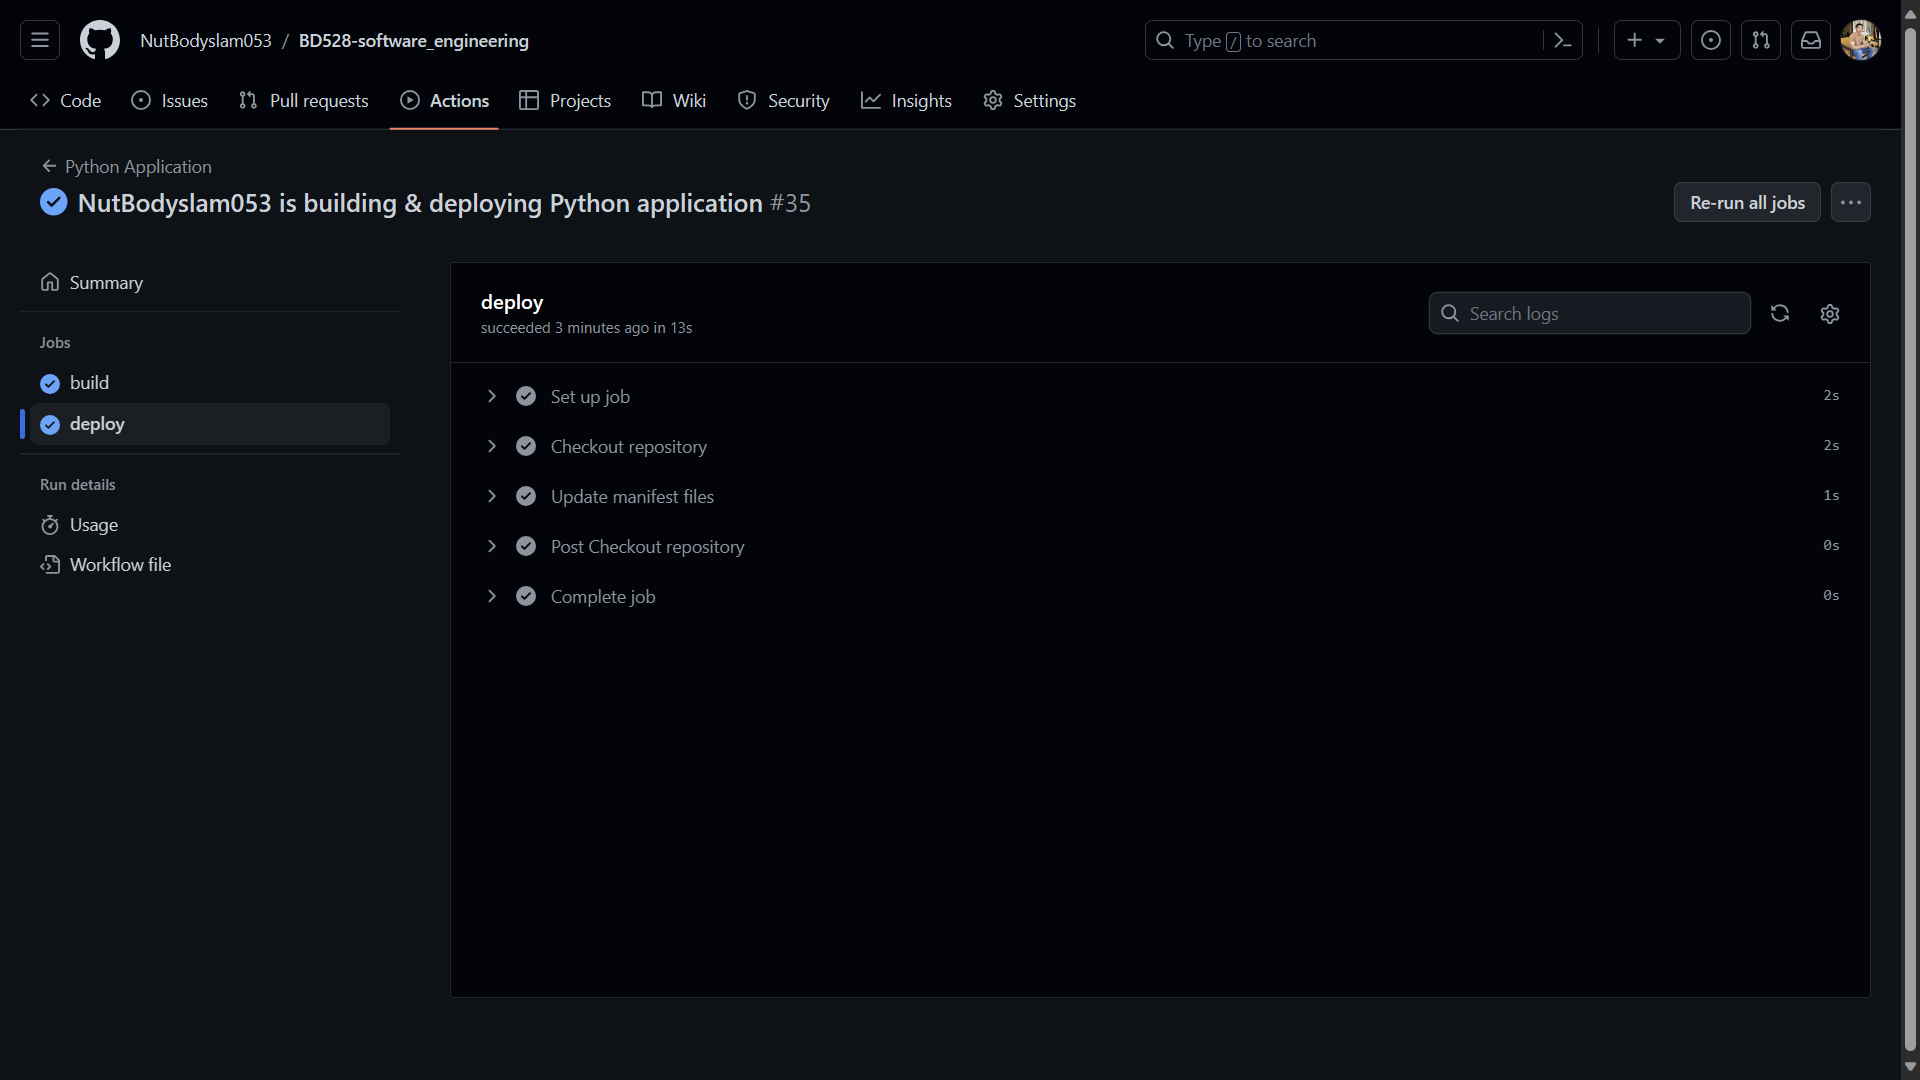 NutBodyslam053 / BD528-software_engineering
Type / to search
Code Issues Pull requests Actions Projects Wiki Security Insights Settings
Python Application
NutBodyslam053 is building & deploying Python application #35
Re-run all jobs
Summary
Jobs
build
deploy
Run details
Usage
Workflow file
deploy
succeeded 3 minutes ago in 13s
Search logs
Set up job 2s
Checkout repository 2s
Update manifest files 1s
Post Checkout repository 0s
Complete job 0s